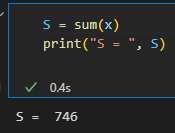 S = sum(x)
print("S = ", S)
0.4s
S =  746